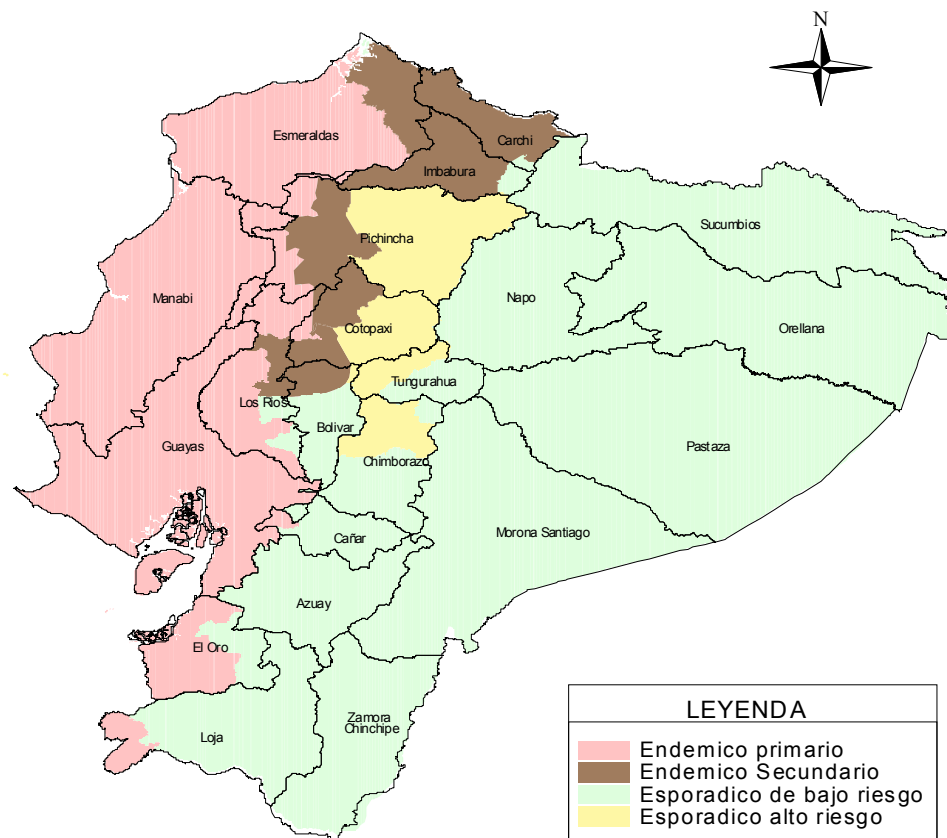 N
Esmeraldas
Carchi
Imbabura
Sucumbios
Pichincha
Manabi
Napo
Orellana
Cotopaxi
Tungurahua
Los Rios
Bolivar
Guayas
Pastaza
Chimborazo
Cañar
Morona Santiago
Azuay
El Oro
Zamora
Chinchipe
Loja
LEYENDA
Endemico primario
Endemico Secundario
Esporadico de bajo riesgo
Esporadico alto riesgo